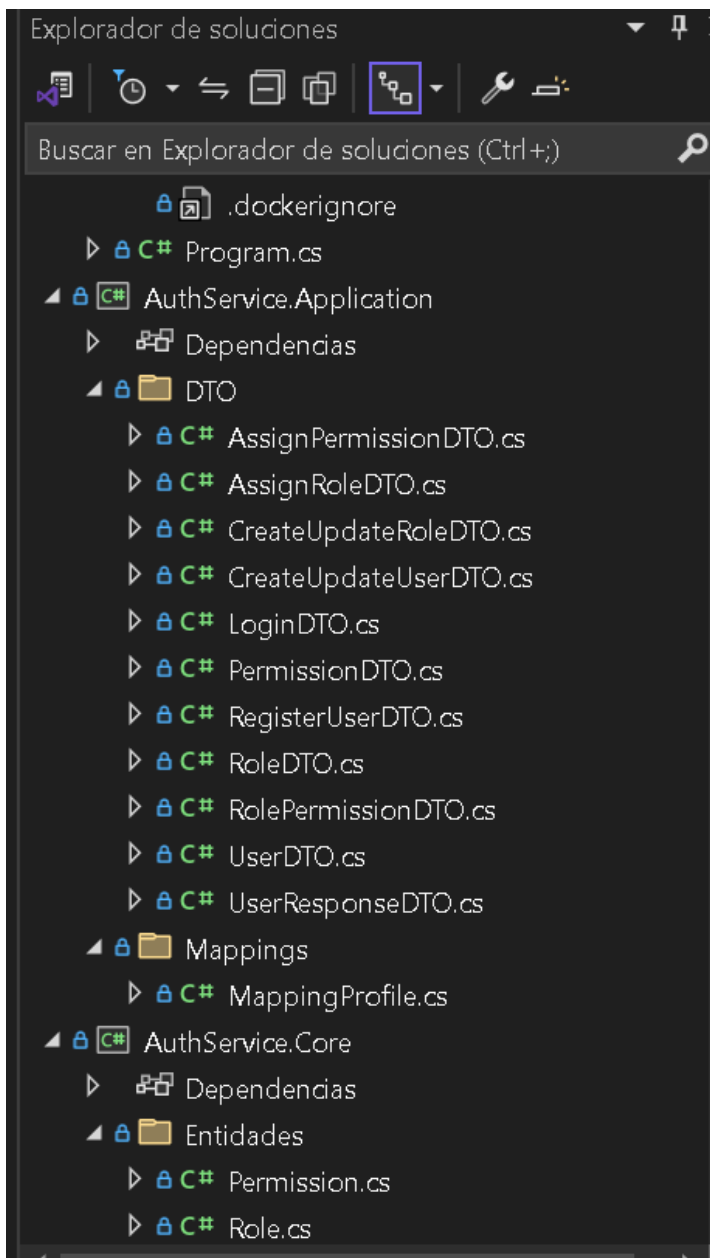 Explorador de soluciones
Buscar en Explorador de soluciones (Ctrl+;)
.dockerignore
C# Program.cs
C# AuthService.Application
Dependencias
DTO
C# AssignPermissionDTO.cs
C# AssignRoleDTO.cs
C# CreateUpdateRoleDTO.cs
C# CreateUpdateUserDTO.cs
C# LoginDTO.cs
C# PermissionDTO.cs
C# RegisterUserDTO.cs
C# RoleDTO.cs
C# RolePermissionDTO.cs
C# UserDTO.cs
C# UserResponseDTO.cs
Mappings
C# MappingProfile.cs
C# AuthService.Core
Dependencias
Entidades
C# Permission.cs
C# Role.cs